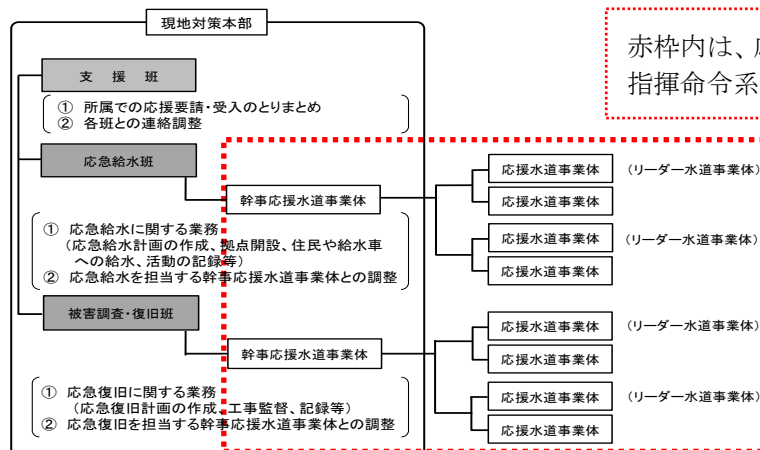 現地対策本部
赤枠内は、
指揮命令系
支 援 班
① 所属での応援要請・受入のとりまとめ
② 各班との連絡調整
応急給水班
幹事応援水道事業体
応援水道事業体 (リーダー水道事業体)
応援水道事業体
応援水道事業体 (リーダー水道事業体)
応援水道事業体
① 応急給水に関する業務
(応急給水計画の作成、拠点開設、住民や給水車
への給水、活動の記録等)
② 応急給水を担当する幹事応援水道事業体との調整
被害調査・復旧班
幹事応援水道事業体
応援水道事業体 (リーダー水道事業体)
応援水道事業体
応援水道事業体 (リーダー水道事業体)
応援水道事業体
① 応急復旧に関する業務
(応急復旧計画の作成、工事監督、記録等)
② 応急復旧を担当する幹事応援水道事業体との調整